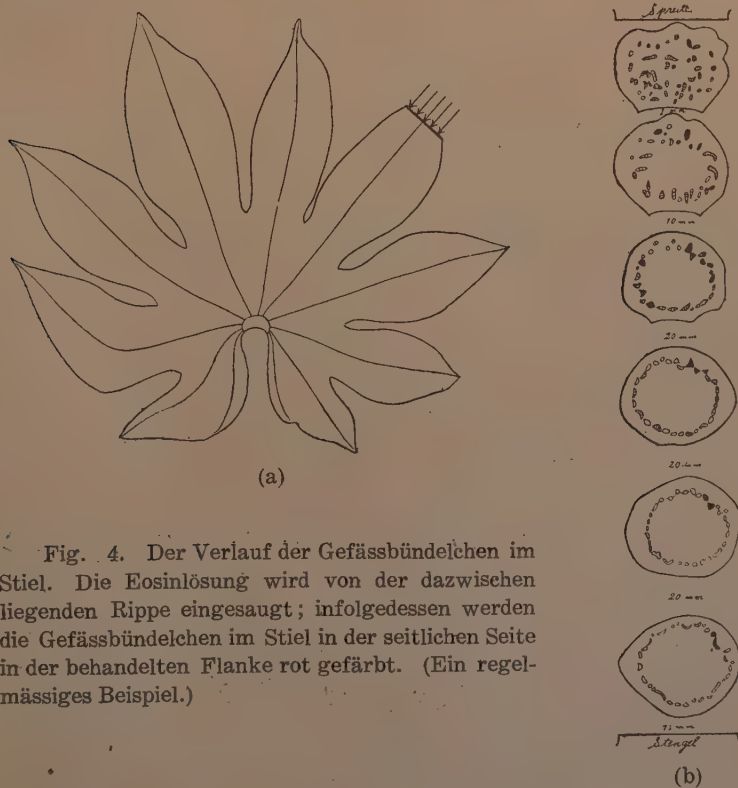 Spreite
10 mm
20 mm
20 mm
20 mm
Stengel
(a)
(b)
Fig. 4. Der Verlauf der Gefässbündelchen im
Stiel. Die Eosinlösung wird von der dazwischen
liegenden Rippe eingesaugt; infolgedessen werden
die Gefässbündelchen im Stiel in der seitlichen Seite
in der behandelten Flanke rot gefärbt. (Ein regel-
mässiges Beispiel.)